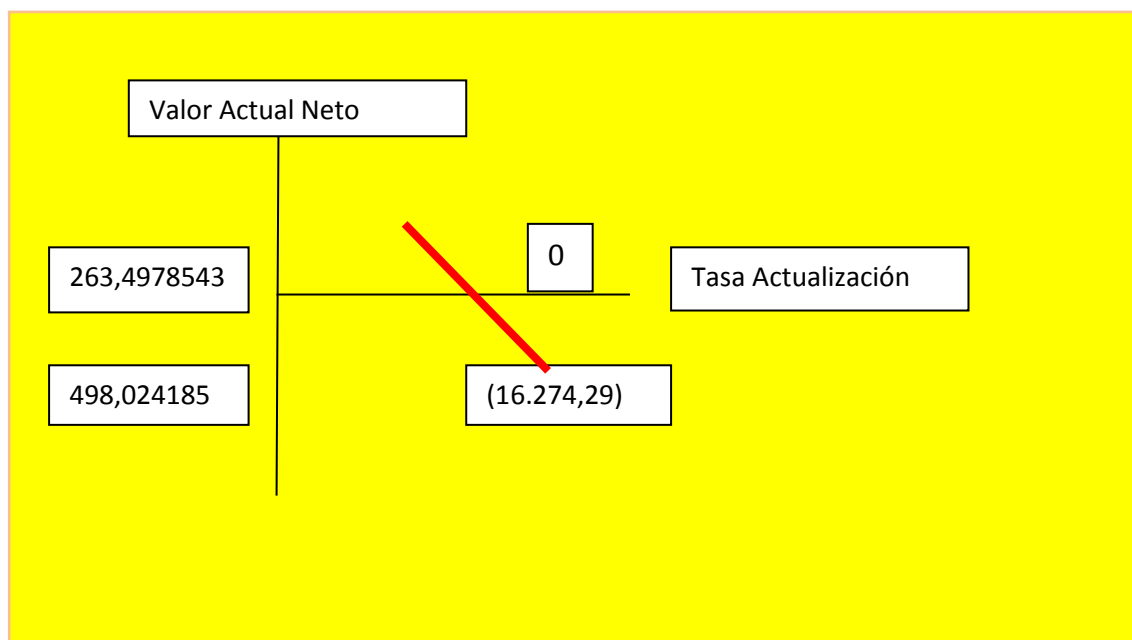 Valor Actual Neto
0
263,4978543
Tasa Actualización
498,024185
(16.274,29)